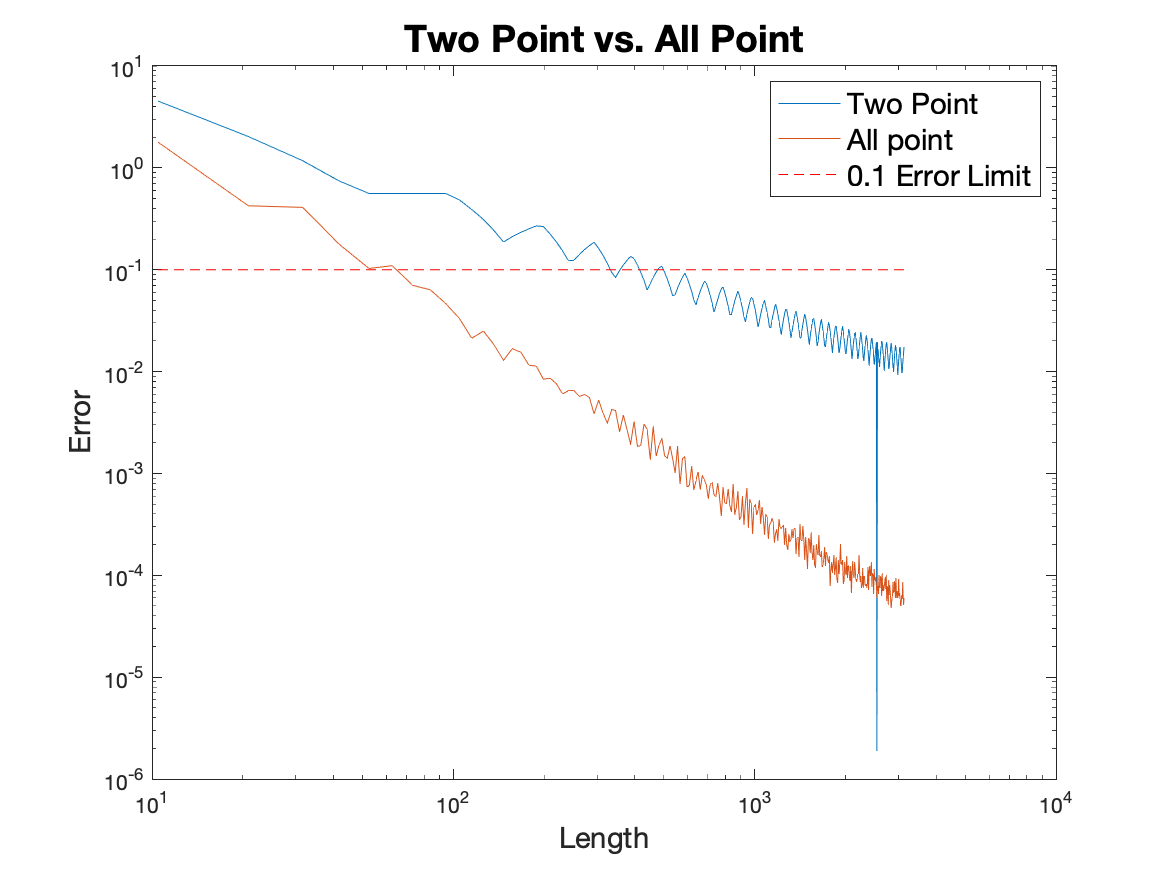 Two Point vs. All Point
Two Point
All point
0.1 Error Limit
10^1
10^0
10^-1
10^-2
10^-3
10^-4
10^-5
10^-6
Error
10^1 10^2 10^3 10^4
Length